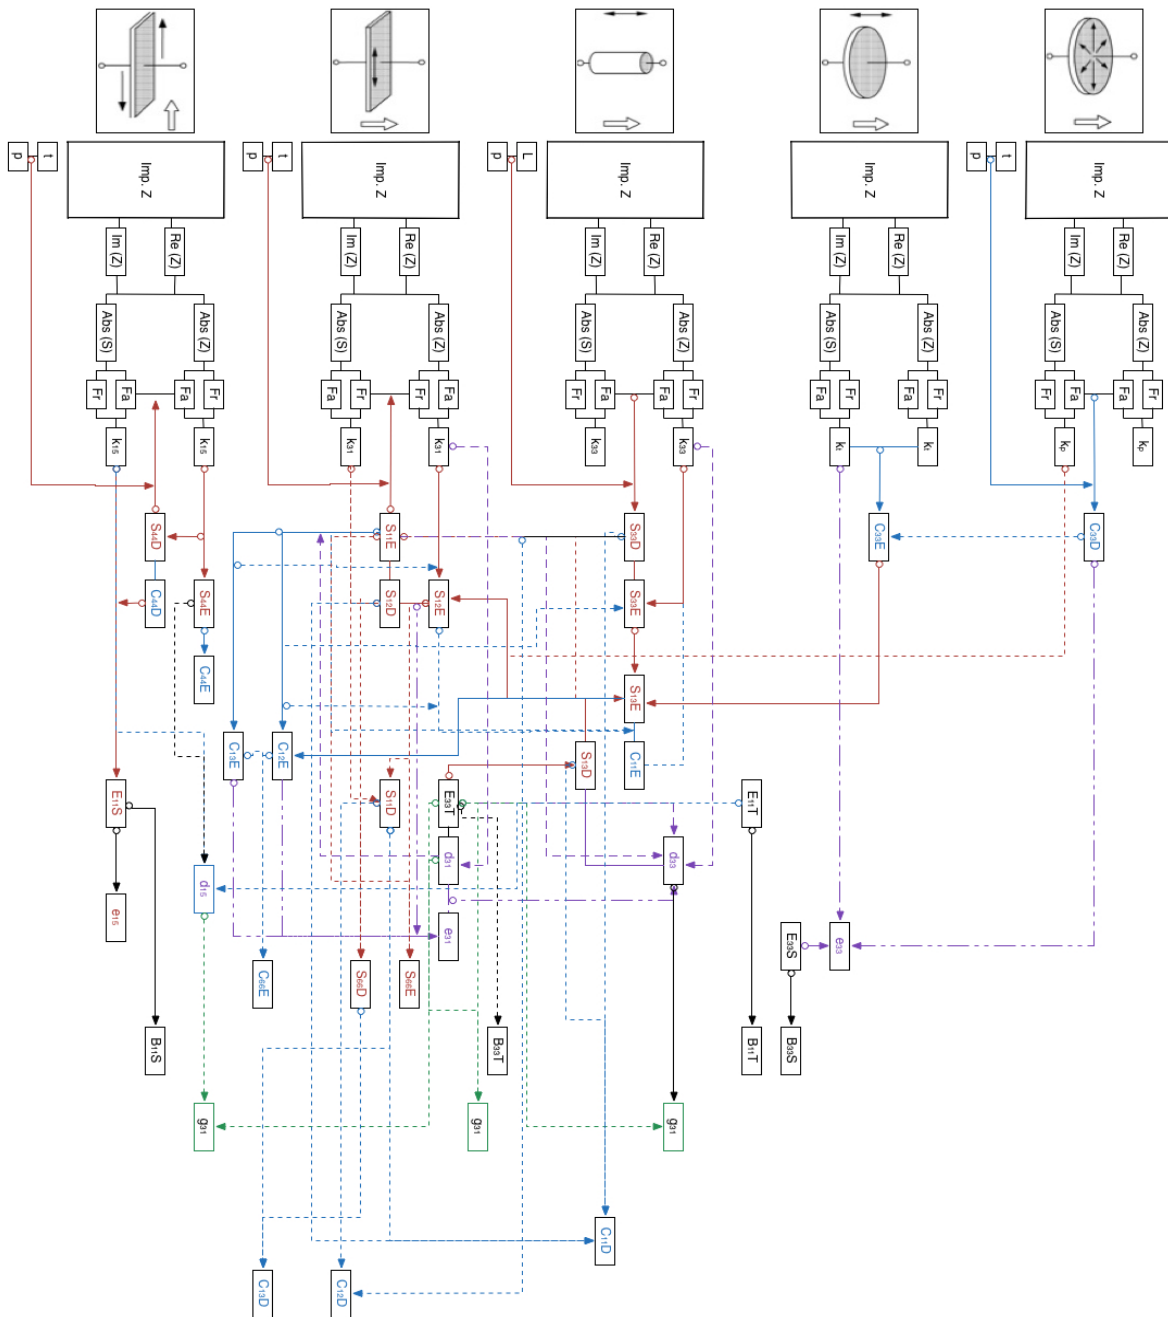 t
p
Imp. Z
t
p
Imp. Z
L
p
Imp. Z
Imp. Z
t
p
Imp. Z
Im (Z)
Re (Z)
Im (Z)
Re (Z)
Im (Z)
Re (Z)
Im (Z)
Re (Z)
Im (Z)
Re (Z)
Abs (S)
Abs (Z)
Abs (S)
Abs (Z)
Abs (S)
Abs (Z)
Abs (S)
Abs (Z)
Abs (S)
Abs (Z)
Fr
Fa
Fa
Fr
Fa
Fr
Fr
Fa
Fr
Fa
Fa
Fr
Fa
Fr
Fa
Fr
Fr
Fa
Fa
Fr
k15
k15
k31
k31
k33
k33
kt
kt
kp
kp
S44D
S11E
S33D
C33E
C33D
C44D
S44E
S12D
S12E
S33E
C44E
S13E
C13E
C12E
S13D
C11E
E11S
S11D
E33T
E11T
d15
d31
d33
e15
e31
E33S
e33
C66E
S66D
S66E
B11S
B33T
B11T
B33S
g31
g31
g31
C11D
C13D
C12D